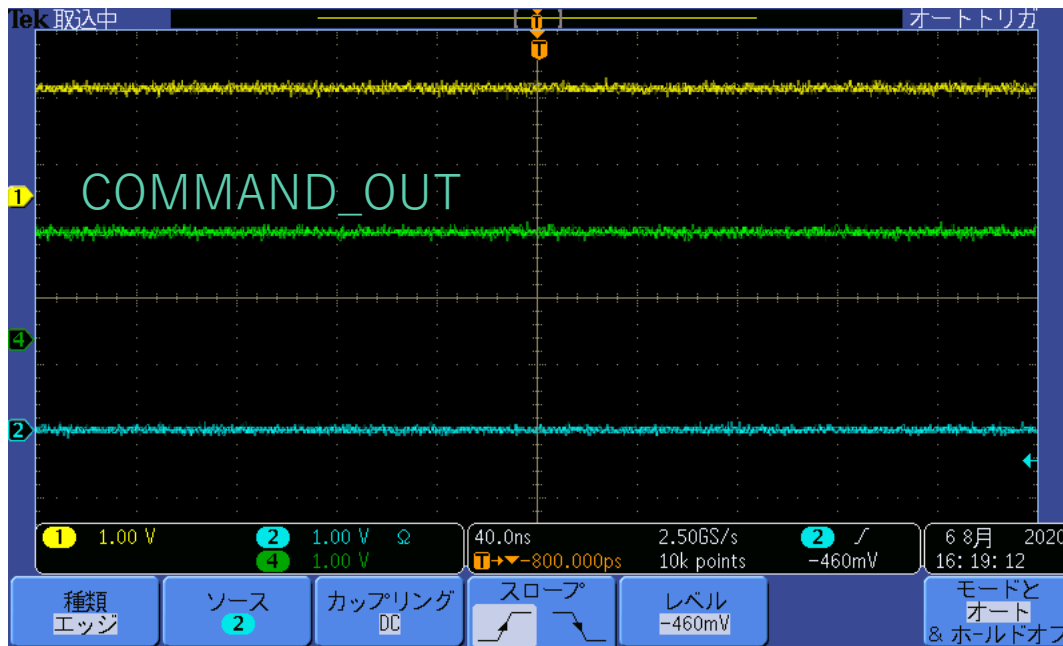 Tek 取込中 オートトリガ
T
T
1
COMMAND_OUT
4
2
1 1.00 V 2 1.00 V Ω 40.0ns 2.50GS/s 2 6 8月 2020
4 1.00 V T→▼-800.000ps 10k points -460mV 16:19:12
種類 ソース カップリング スロープ レベル モードと
エッジ 2 DC -460mV オート
& ホールドオフ